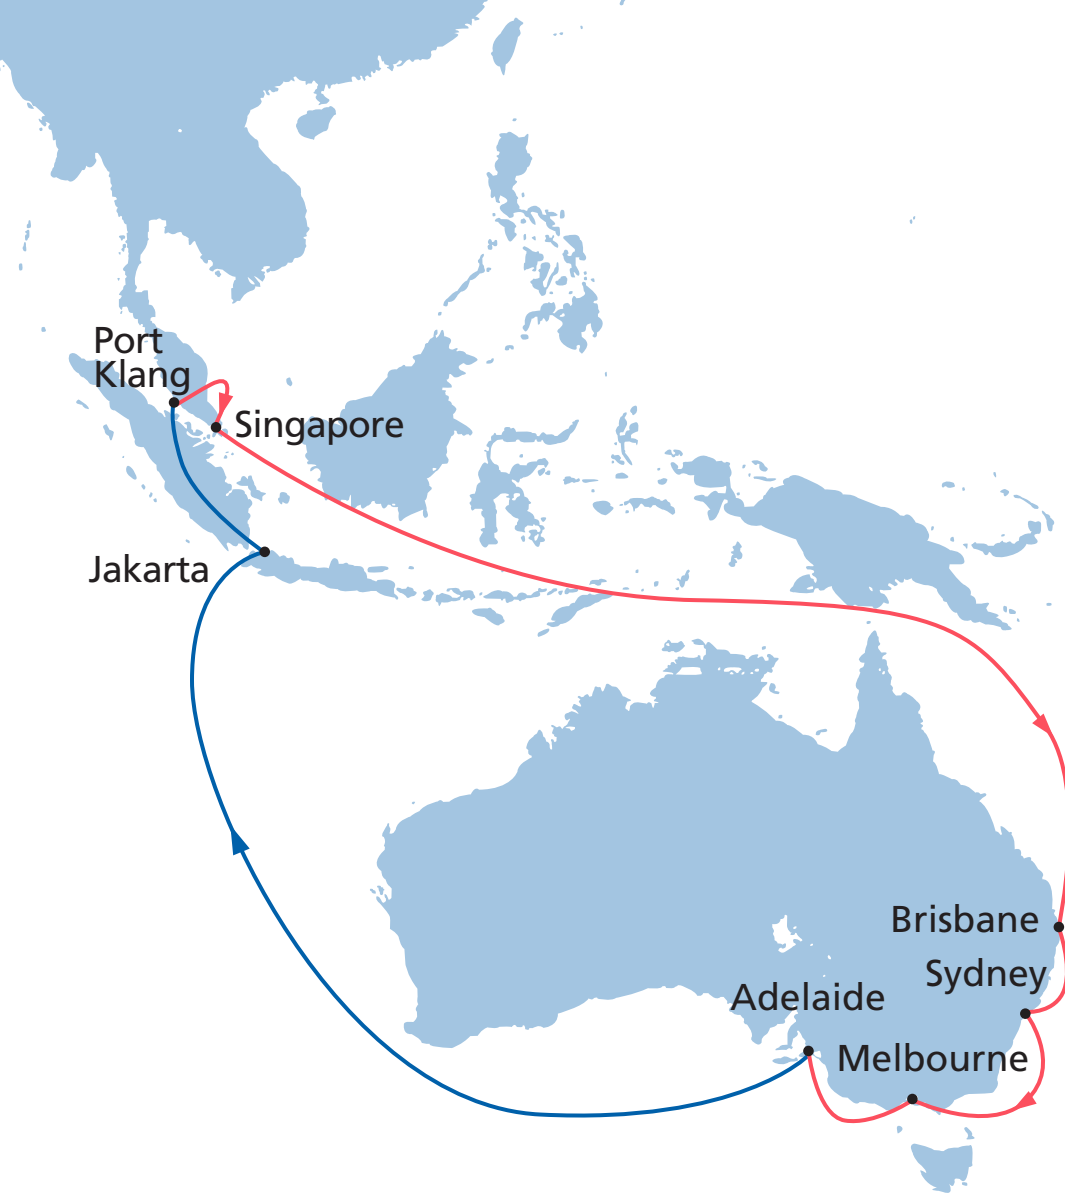 Port
Klang
Singapore
Jakarta
Brisbane
Sydney
Adelaide
Melbourne